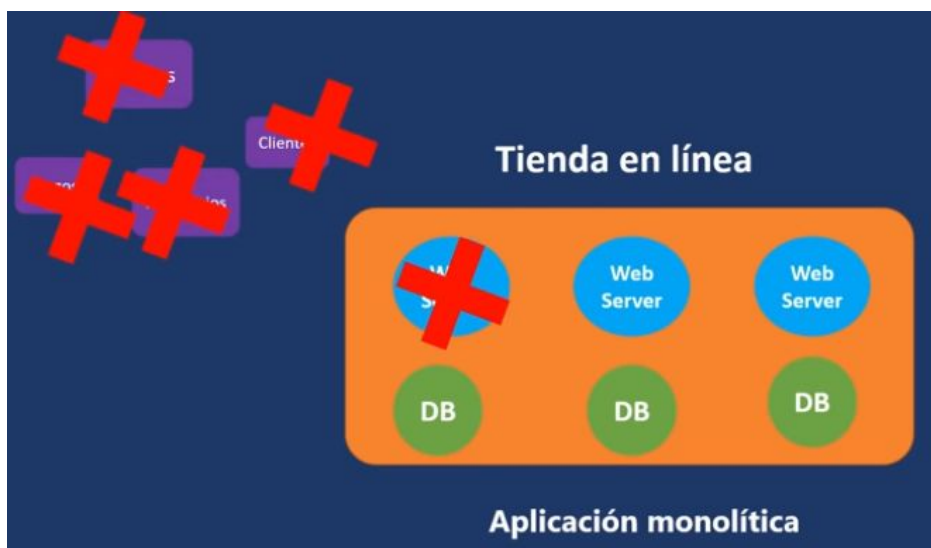 Tienda en línea
Web
Server
Web
Server
DB
DB
DB
Aplicación monolítica